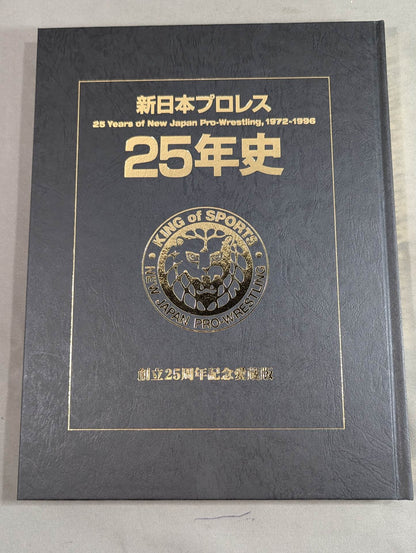 新日本プロレス
25 Years of New Japan Pro-Wrestling, 1972-1996
25年史
KING of SPORTS
NEW JAPAN PRO-WRESTLING
創立25周年記念愛蔵版